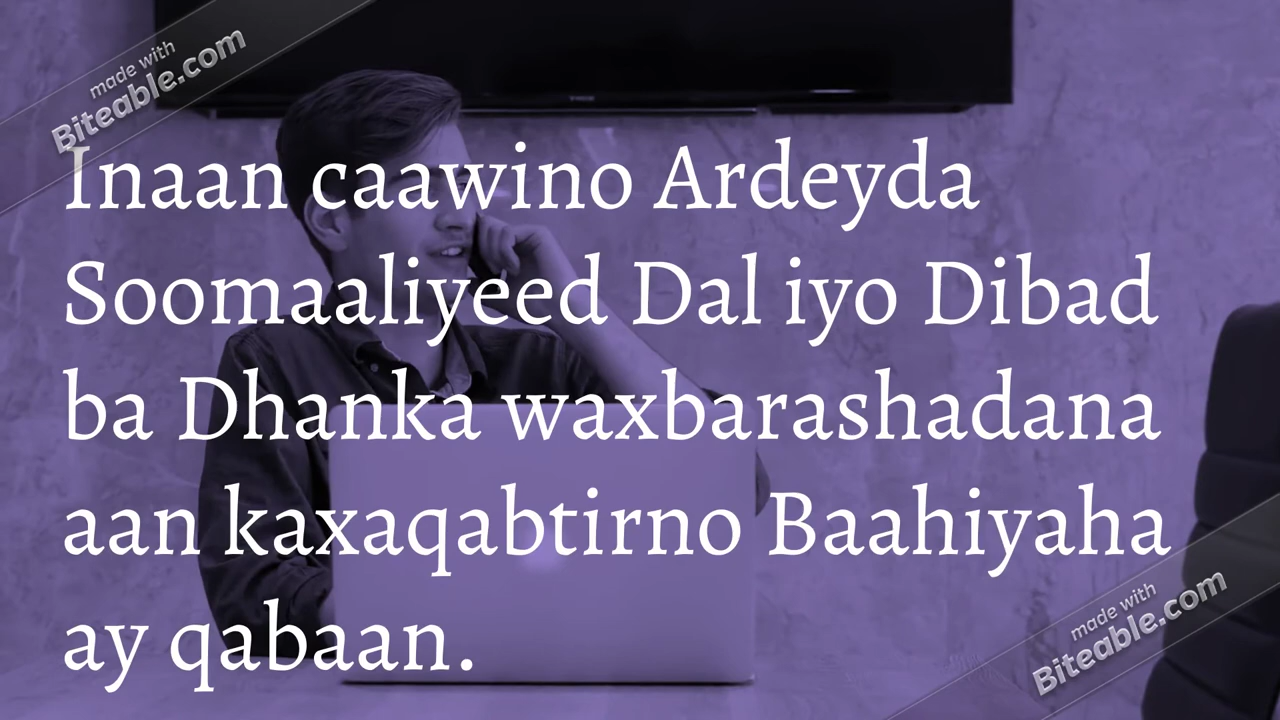 made with
Biteable.com
Inaan caawino Ardeyda
Soomaaliyeed Dal iyo Dibad
ba Dhanka waxbarashadana
aan kaxaqabtirno Baahiyaha
ay qabaan.
made with
Biteable.com